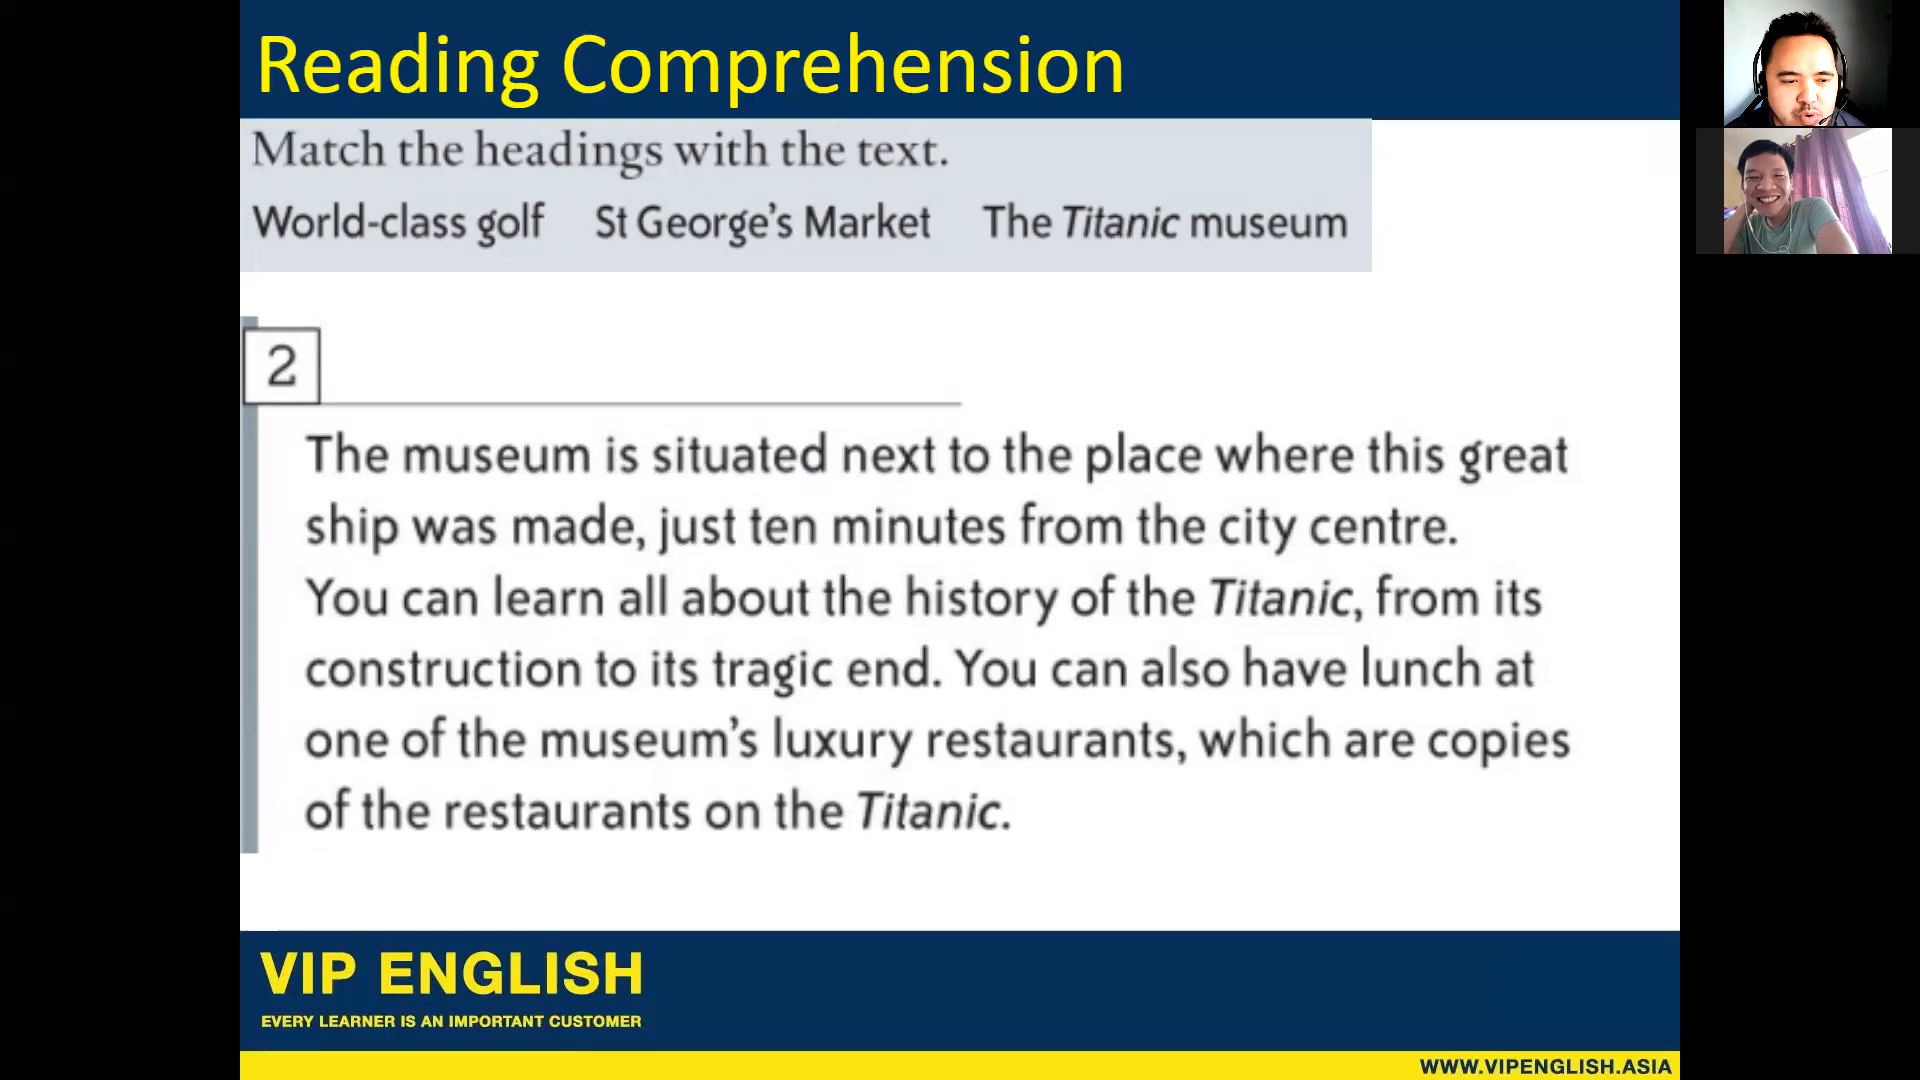 Reading Comprehension
Match the headings with the text.
World-class golf St George's Market The Titanic museum
2
The museum is situated next to the place where this great
ship was made, just ten minutes from the city centre.
You can learn all about the history of the Titanic, from its
construction to its tragic end. You can also have lunch at
one of the museum's luxury restaurants, which are copies
of the restaurants on the Titanic.
VIP ENGLISH
EVERY LEARNER IS AN IMPORTANT CUSTOMER
WWW.VIPENGLISH.ASIA